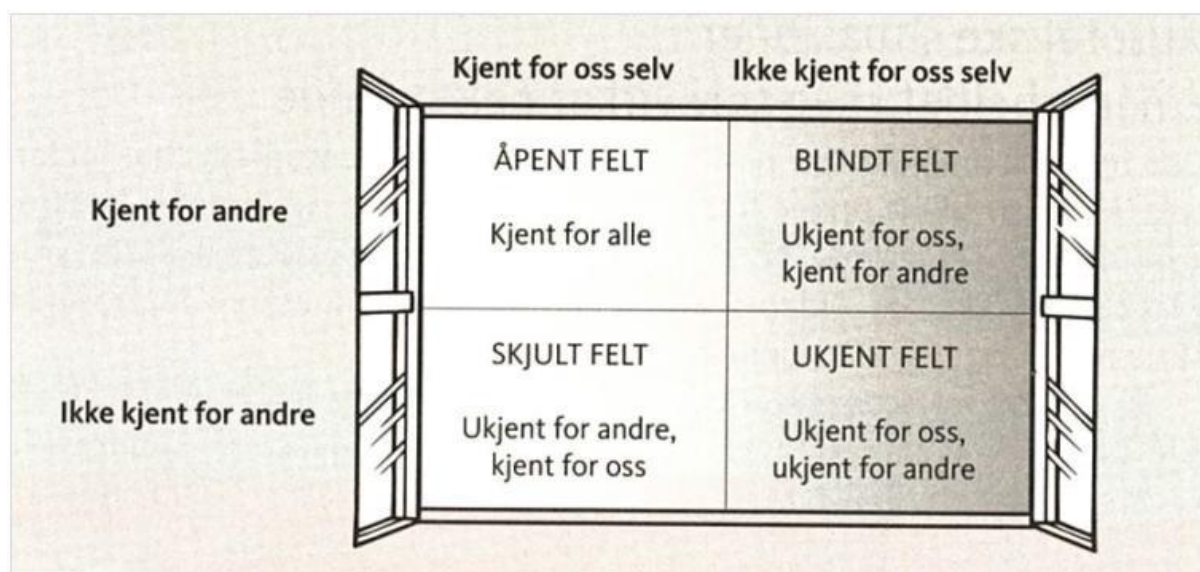 Kjent for oss selv
Ikke kjent for oss selv
Kjent for andre
ÅPENT FELT
Kjent for alle
BLINDT FELT
Ukjent for oss,
kjent for andre
Ikke kjent for andre
SKJULT FELT
Ukjent for andre,
kjent for oss
UKJENT FELT
Ukjent for oss,
ukjent for andre